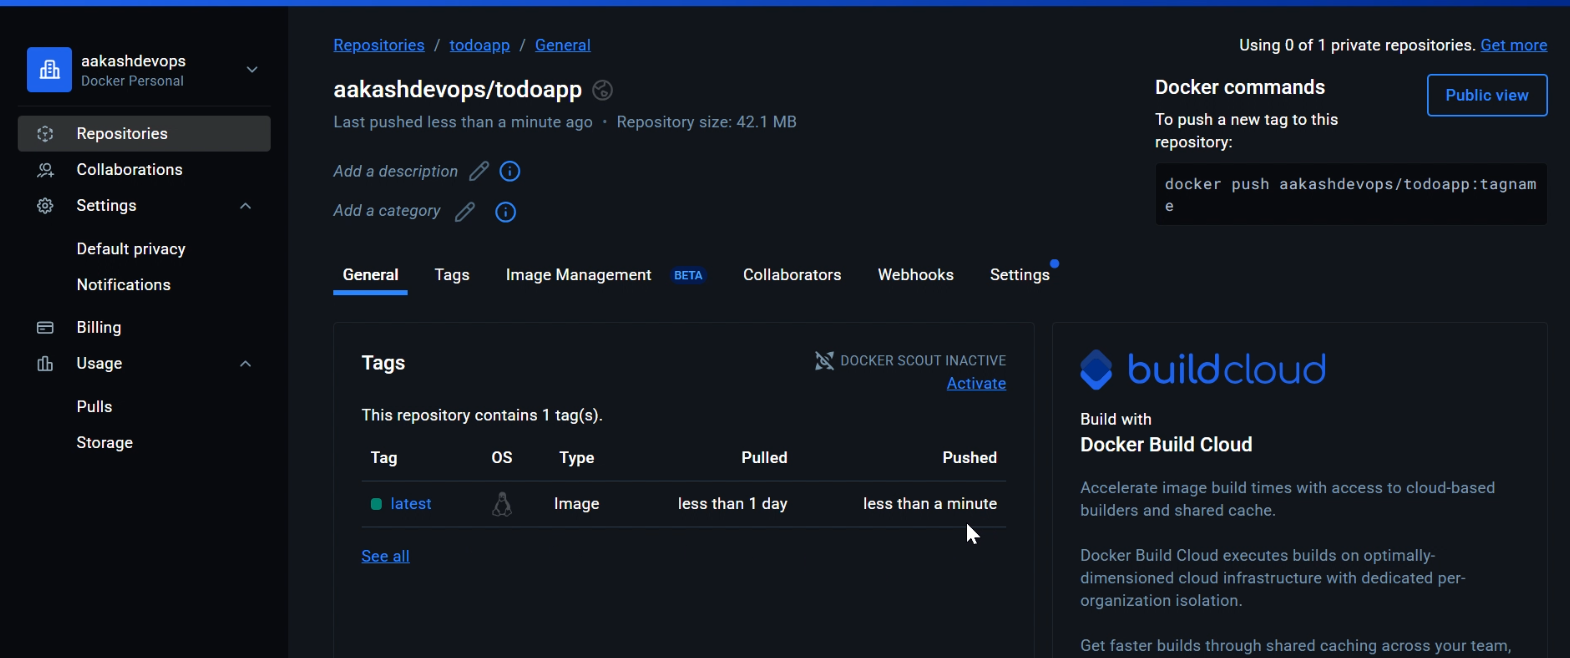 aakashdevops
Docker Personal
Repositories
Collaborations
Settings
Default privacy
Notifications
Billing
Usage
Pulls
Storage
Repositories / todoapp / General
Using 0 of 1 private repositories. Get more
aakashdevops/todoapp
Last pushed less than a minute ago · Repository size: 42.1 MB
Add a description
Add a category
Docker commands
Public view
To push a new tag to this
repository:
docker push aakashdevops/todoapp:tagnam
e
General Tags Image Management BETA Collaborators Webhooks Settings
Tags
DOCKER SCOUT INACTIVE
Activate
This repository contains 1 tag(s).
Tag OS Type Pulled Pushed
latest Image less than 1 day less than a minute
See all
buildcloud
Build with
Docker Build Cloud
Accelerate image build times with access to cloud-based
builders and shared cache.
Docker Build Cloud executes builds on optimally-
dimensioned cloud infrastructure with dedicated per-
organization isolation.
Get faster builds through shared caching across your team,